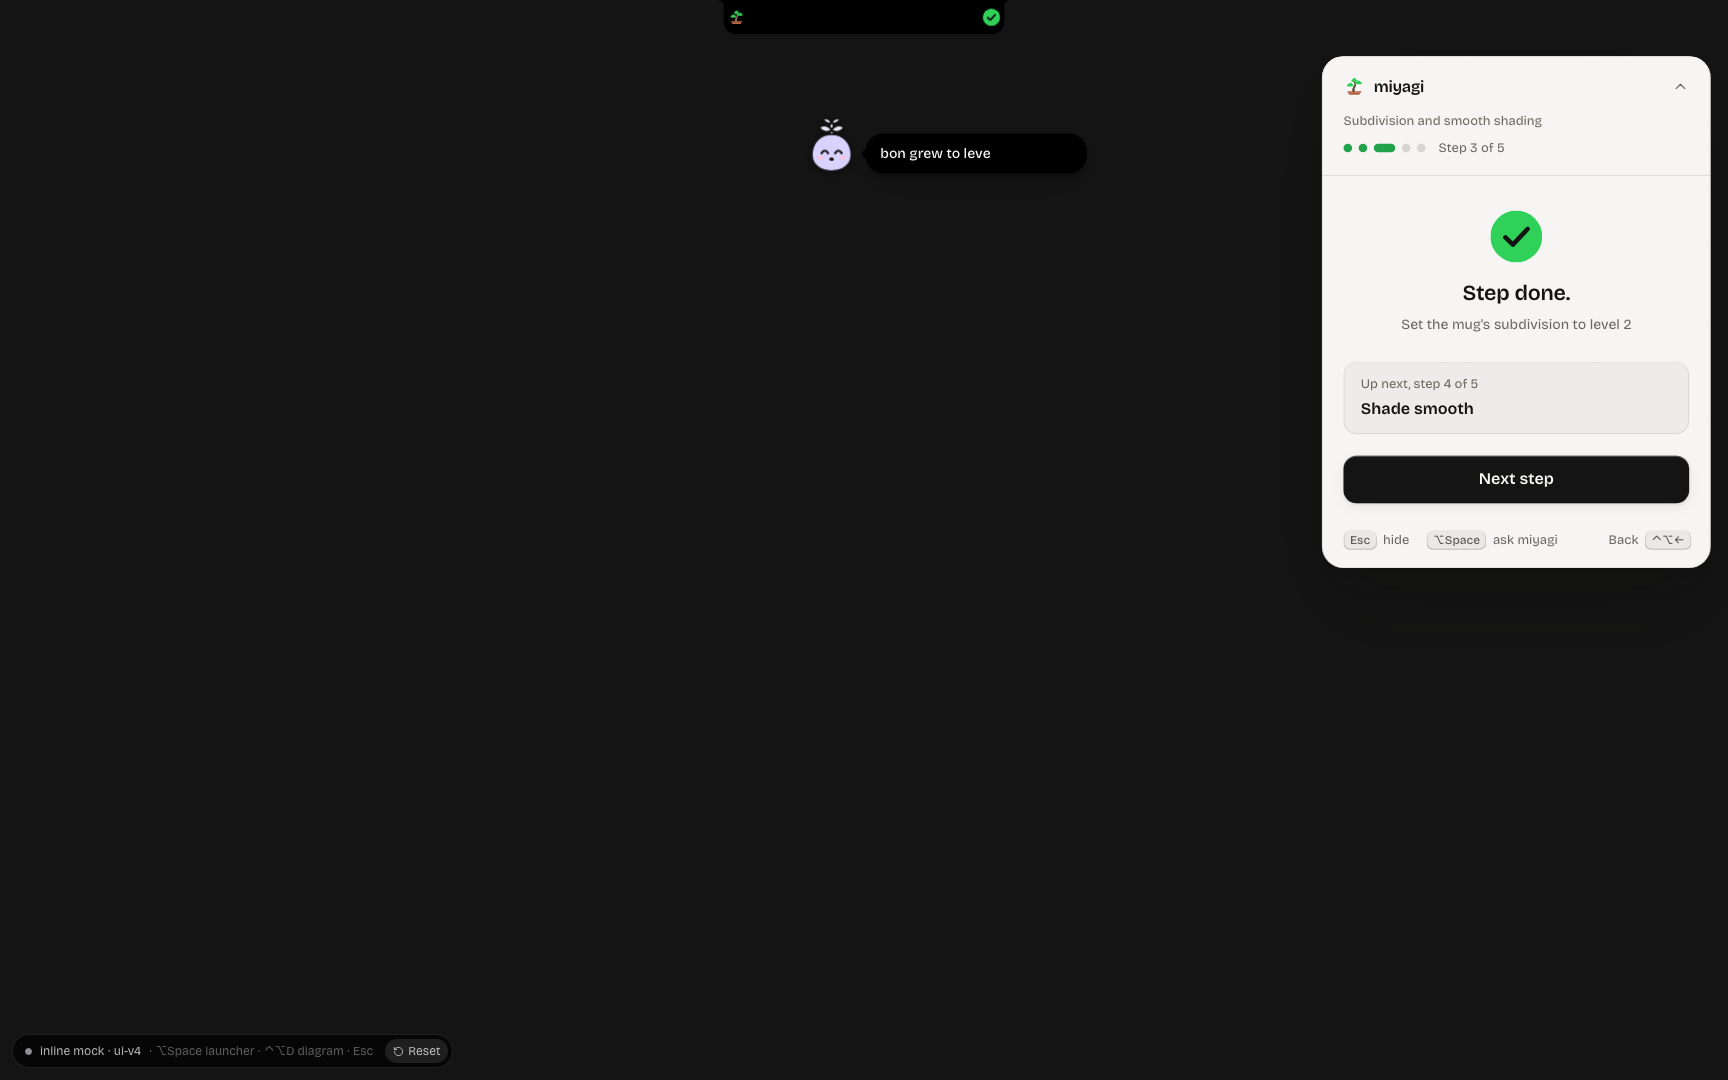 bon grew to leve
miyagi
Subdivision and smooth shading
Step 3 of 5
Step done.
Set the mug's subdivision to level 2
Up next, step 4 of 5
Shade smooth
Next step
Esc hide ⌥Space ask miyagi Back ^⌥←
inline mock · ui-v4 · ⌥Space launcher · ^⌥D diagram · Esc Reset